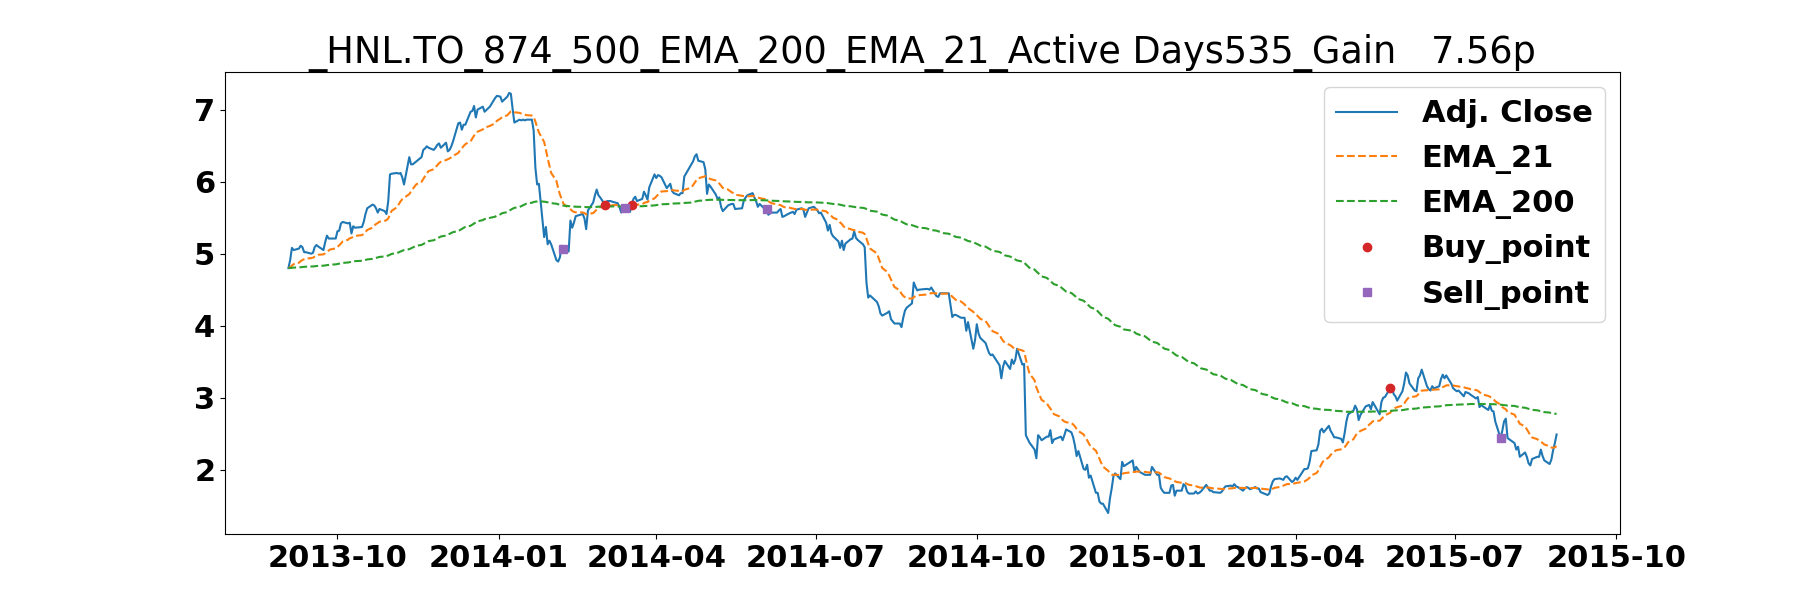 _HNL.TO_874_500_EMA_200_EMA_21_Active Days535_Gain   7.56p
7
6
5
4
3
2
Adj. Close
EMA_21
EMA_200
Buy_point
Sell_point
2013-10 2014-01 2014-04 2014-07 2014-10 2015-01 2015-04 2015-07 2015-10